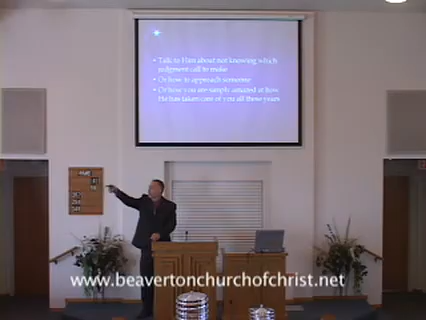 • Talk to Him about not knowing which
judgment call to make
• Or how to approach someone
• Or how you are simply amazed at how
He has taken care of you all these years
www.beavertonchurchofchrist.net